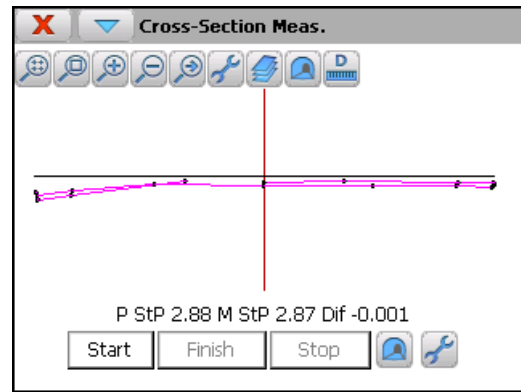 X Cross-Section Meas.
D
P StP 2.88 M StP 2.87 Dif -0.001
Start Finish Stop